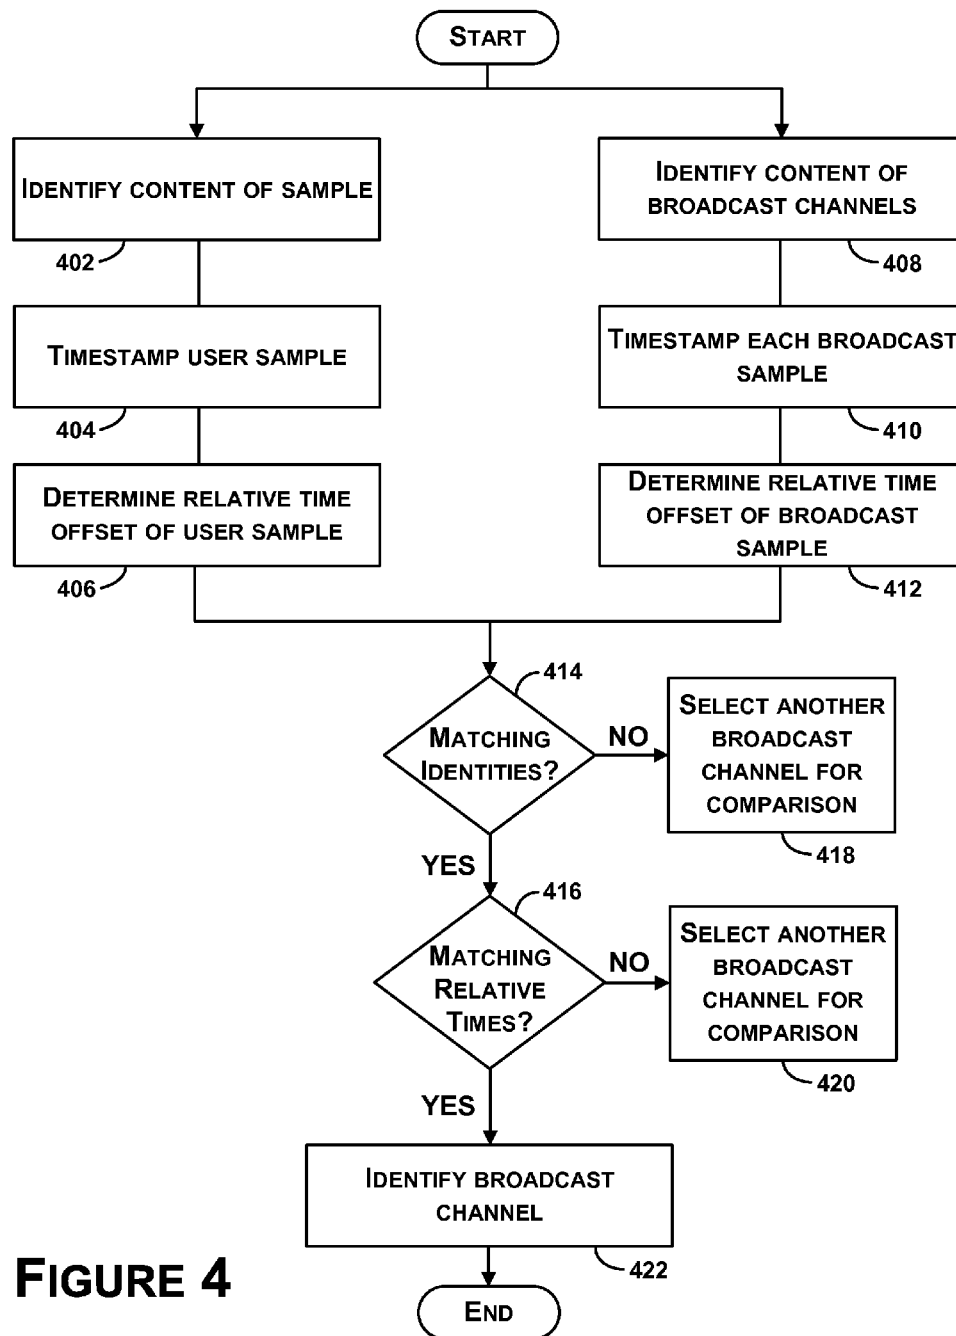 START
IDENTIFY CONTENT OF SAMPLE
402
TIMESTAMP USER SAMPLE
404
DETERMINE RELATIVE TIME
OFFSET OF USER SAMPLE
406
IDENTIFY CONTENT OF
BROADCAST CHANNELS
408
TIMESTAMP EACH BROADCAST
SAMPLE
410
DETERMINE RELATIVE TIME
OFFSET OF BROADCAST
SAMPLE
412
414
MATCHING
IDENTITIES?
NO
SELECT ANOTHER
BROADCAST
CHANNEL FOR
COMPARISON
418
YES
416
MATCHING
RELATIVE
TIMES?
NO
SELECT ANOTHER
BROADCAST
CHANNEL FOR
COMPARISON
420
YES
IDENTIFY BROADCAST
CHANNEL
422
END
FIGURE 4